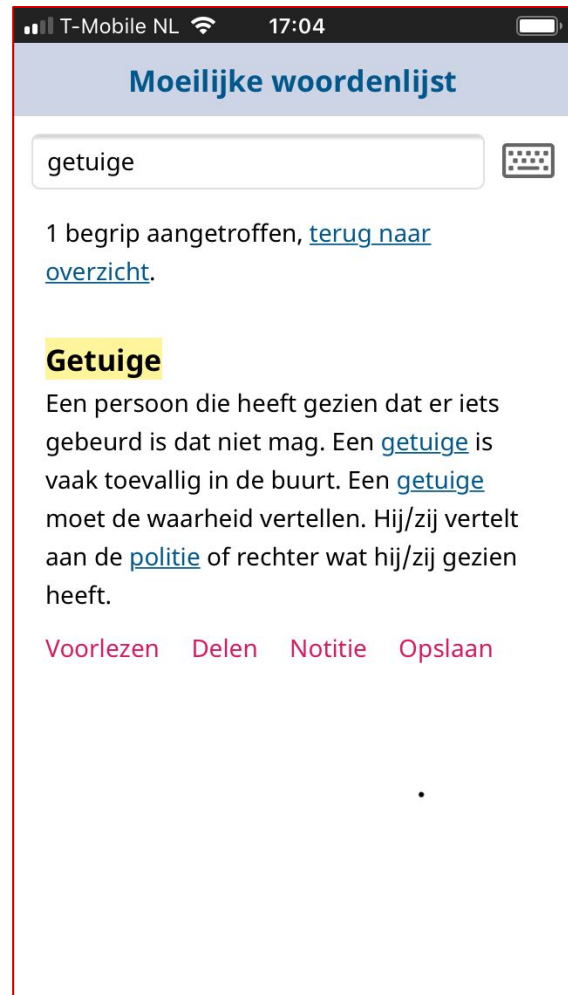 T-Mobile NL 17:04
Moeilijke woordenlijst
getuige
1 begrip aangetroffen, terug naar
overzicht.
Getuige
Een persoon die heeft gezien dat er iets
gebeurd is dat niet mag. Een getuige is
vaak toevallig in de buurt. Een getuige
moet de waarheid vertellen. Hij/zij vertelt
aan de politie of rechter wat hij/zij gezien
heeft.
Voorlezen Delen Notitie Opslaan
.